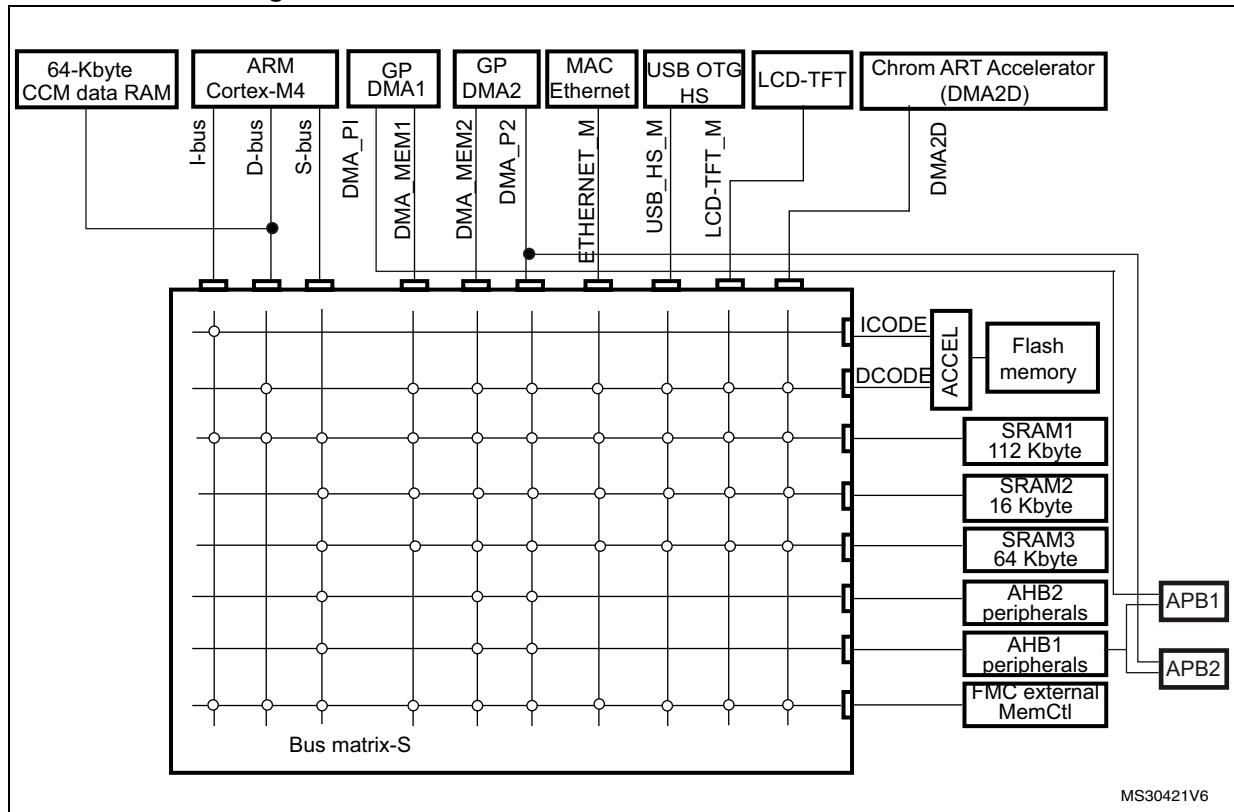 64-Kbyte
CCM data RAM
ARM
Cortex-M4
GP
DMA1
GP
DMA2
MAC
Ethernet
USB OTG
HS
LCD-TFT
Chrom ART Accelerator
(DMA2D)
I-bus
D-bus
S-bus
DMA_PI
DMA_MEM1
DMA_MEM2
DMA_P2
ETHERNET_M
USB_HS_M
LCD-TFT_M
DMA2D
ICODE
DCODE
ACCEL
Flash
memory
SRAM1
112 Kbyte
SRAM2
16 Kbyte
SRAM3
64 Kbyte
AHB2
peripherals
AHB1
peripherals
FMC external
MemCtl
APB1
APB2
Bus matrix-S
MS30421V6